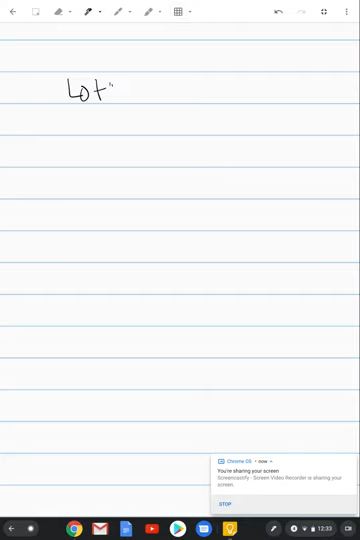 Lot
Chrome OS • now
You're sharing your screen
Screencastify - Screen Video Recorder is sharing your screen.
STOP
12:33